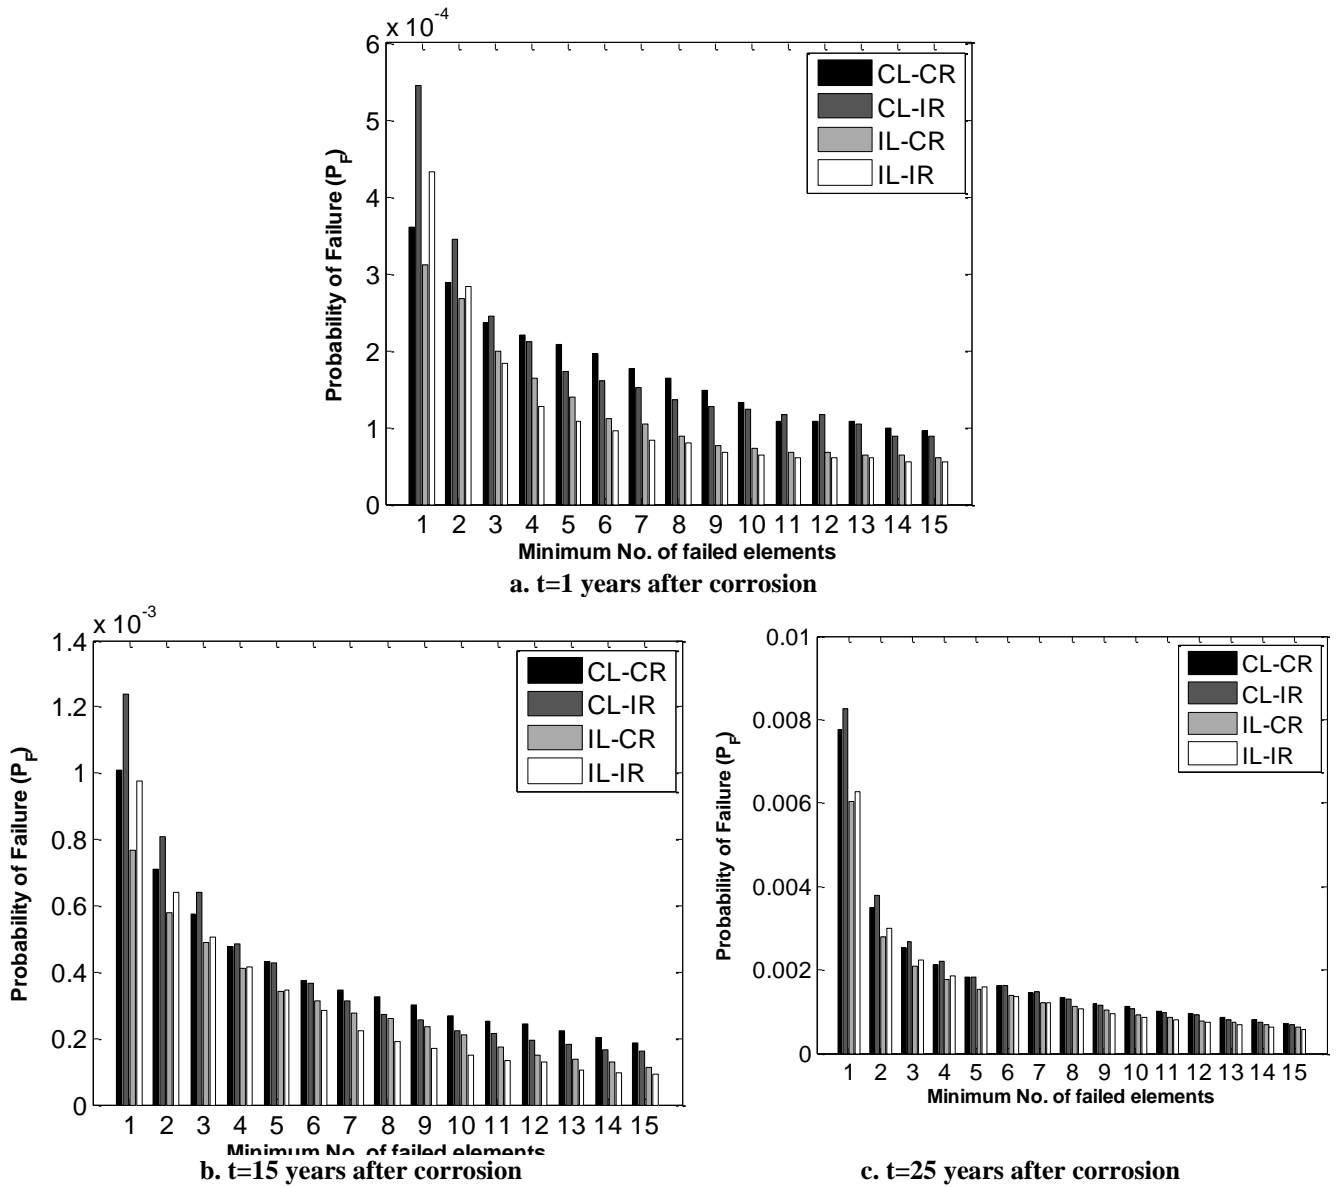 x 10^-4
6
5
4
3
2
1
0
Probability of Failure (P_F)
CL-CR
CL-IR
IL-CR
IL-IR
1 2 3 4 5 6 7 8 9 10 11 12 13 14 15
Minimum No. of failed elements
a. t=1 years after corrosion
x 10^-3
1.4
1.2
1
0.8
0.6
0.4
0.2
0
Probability of Failure (P_F)
CL-CR
CL-IR
IL-CR
IL-IR
1 2 3 4 5 6 7 8 9 10 11 12 13 14 15
Minimum No. of failed elements
b. t=15 years after corrosion
0.01
0.008
0.006
0.004
0.002
0
Probability of Failure (P_F)
CL-CR
CL-IR
IL-CR
IL-IR
1 2 3 4 5 6 7 8 9 10 11 12 13 14 15
Minimum No. of failed elements
c. t=25 years after corrosion